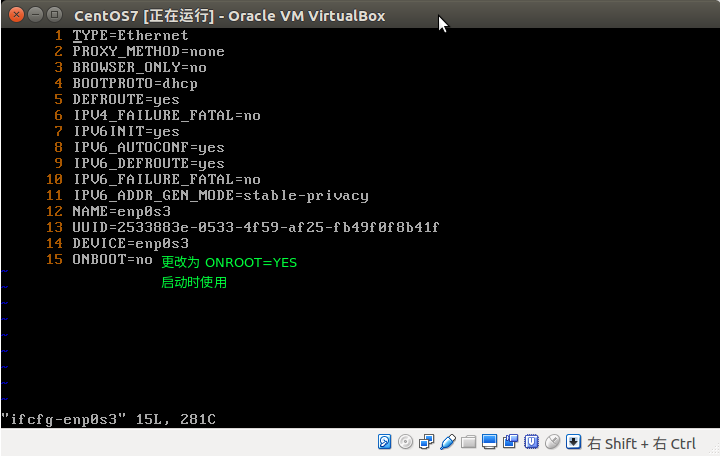 CentOS7 [正在运行] - Oracle VM VirtualBox
1 TYPE=Ethernet
2 PROXY_METHOD=none
3 BROWSER_ONLY=no
4 BOOTPROTO=dhcp
5 DEFROUTE=yes
6 IPV4_FAILURE_FATAL=no
7 IPV6INIT=yes
8 IPV6_AUTOCONF=yes
9 IPV6_DEFROUTE=yes
10 IPV6_FAILURE_FATAL=no
11 IPV6_ADDR_GEN_MODE=stable-privacy
12 NAME=enp0s3
13 UUID=2533883e-0533-4f59-af25-fb49f0f8b41f
14 DEVICE=enp0s3
15 ONBOOT=no 更改为 ONROOT=YES
启动时使用
~
~
~
~
~
~
~
~
~
"ifcfg-enp0s3" 15L, 281C
右 Shift + 右 Ctrl